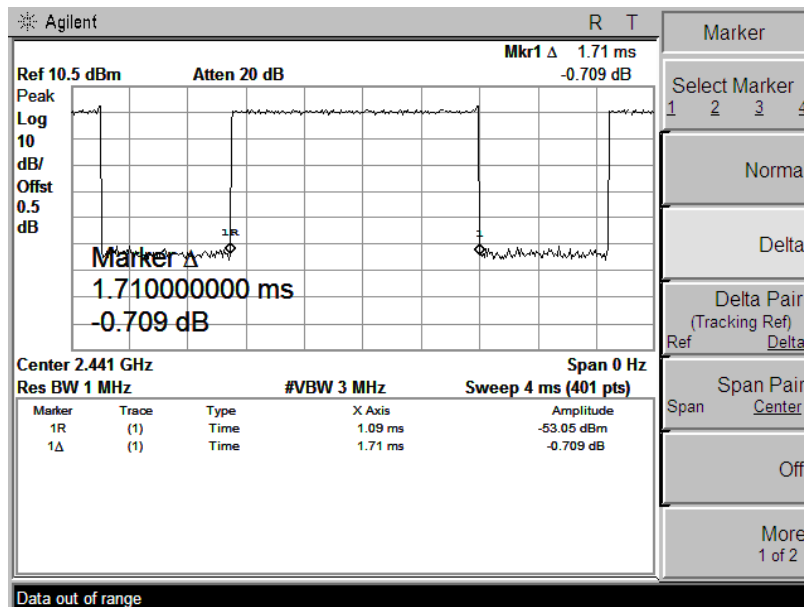 Agilent R T
Mkr1 Δ 1.71 ms
Ref 10.5 dBm Atten 20 dB -0.709 dB
Peak
Log
10
dB/
Offst
0.5
dB
1R
1
Marker Δ
1.710000000 ms
-0.709 dB
Center 2.441 GHz Span 0 Hz
Res BW 1 MHz #VBW 3 MHz Sweep 4 ms (401 pts)
Marker Trace Type X Axis Amplitude
1R (1) Time 1.09 ms -53.05 dBm
1Δ (1) Time 1.71 ms -0.709 dB
Data out of range
Marker
Select Marker
1 2 3 4
Norma
Delta
Delta Pair
(Tracking Ref)
Ref Delta
Span Pair
Span Center
Off
More
1 of 2